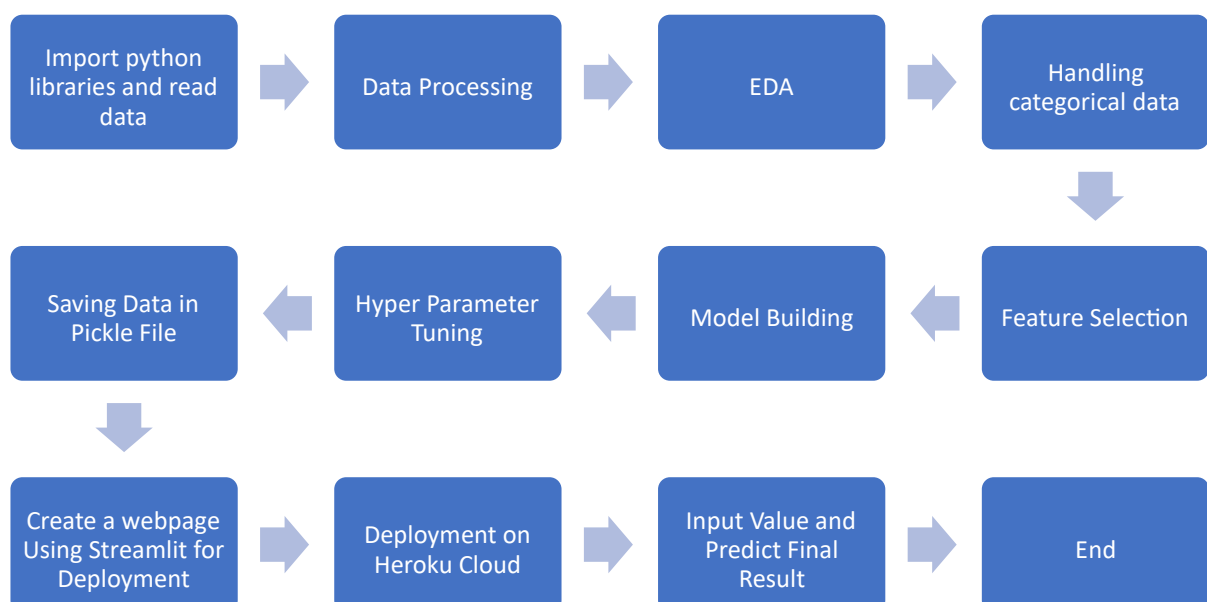 Import python
libraries and read
data
Data Processing
EDA
Handling
categorical data
Feature Selection
Model Building
Hyper Parameter
Tuning
Saving Data in
Pickle File
Create a webpage
Using Streamlit for
Deployment
Deployment on
Heroku Cloud
Input Value and
Predict Final
Result
End